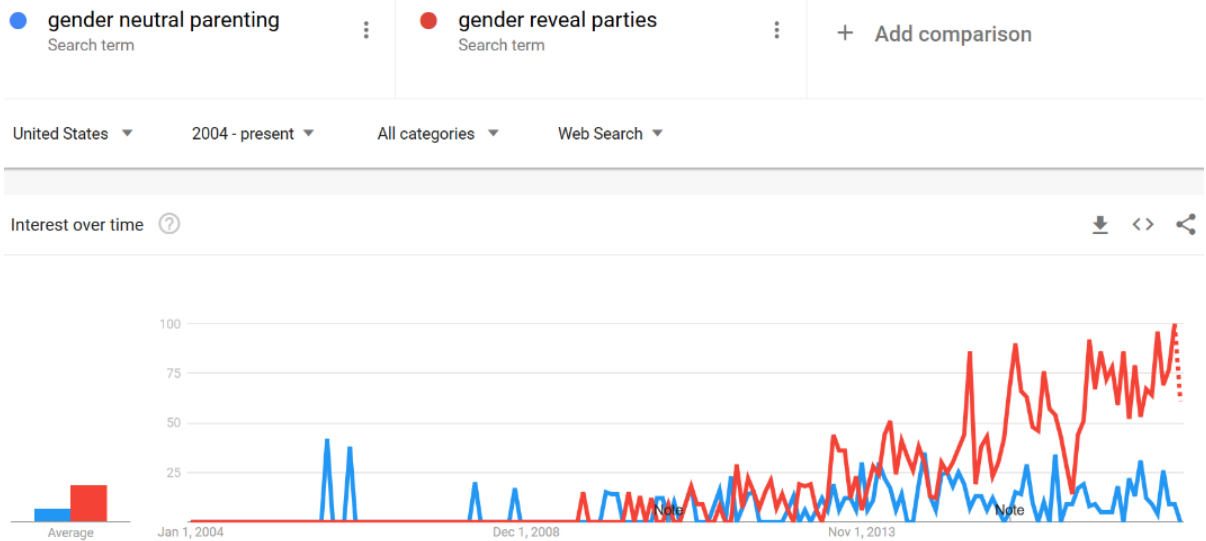 gender neutral parenting
Search term
gender reveal parties
Search term
+ Add comparison
United States
2004 - present
All categories
Web Search
Interest over time
100
75
50
25
Note
Note
Average
Jan 1, 2004
Dec 1, 2008
Nov 1, 2013